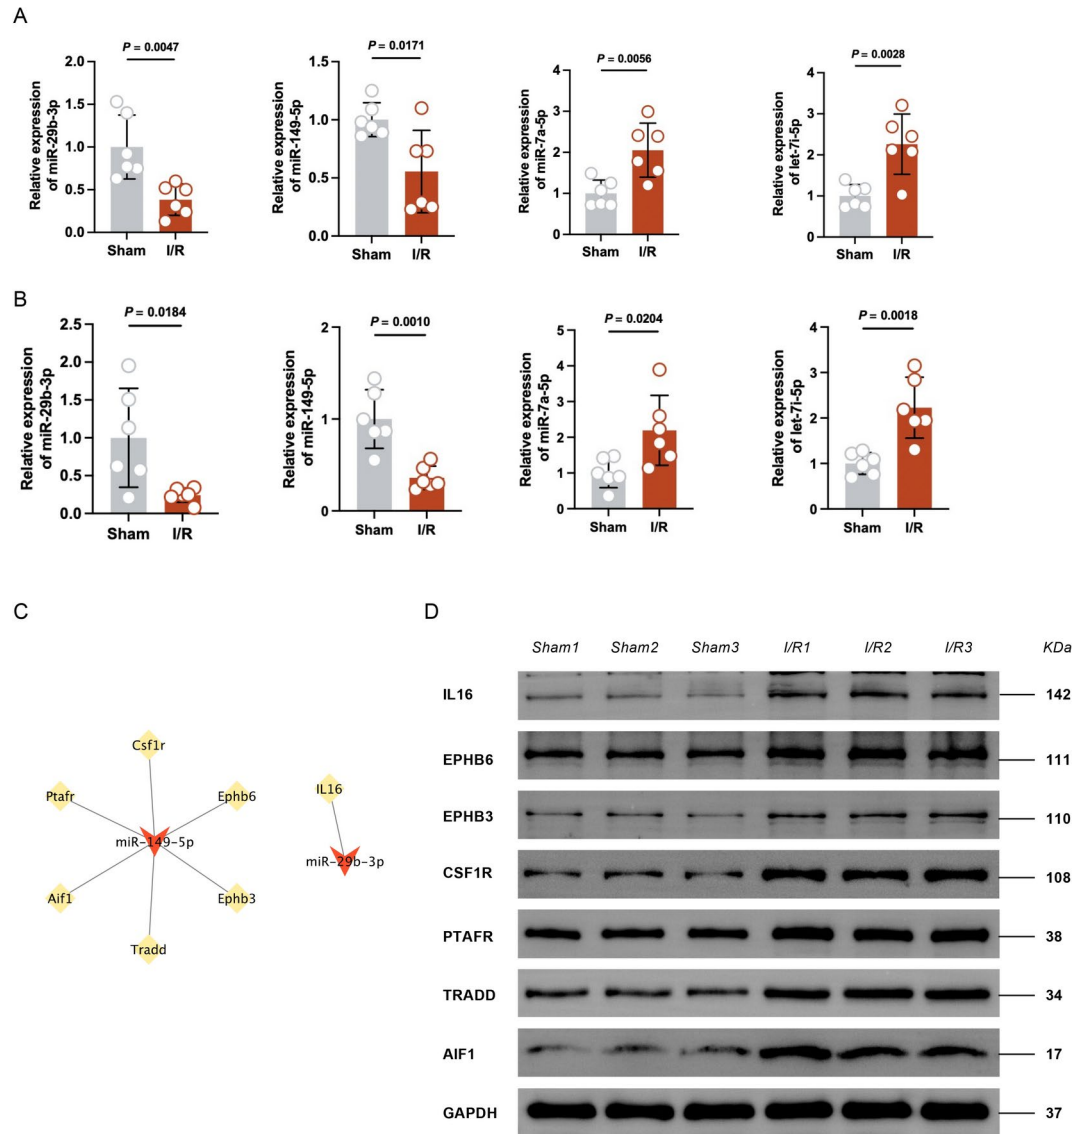 A
P = 0.0047
Relative expression
of miR-29b-3p
2.0
1.5
1.0
0.5
0.0
Sham I/R
P = 0.0171
Relative expression
of miR-149-5p
1.5
1.0
0.5
0.0
Sham I/R
P = 0.0056
Relative expression
of miR-7a-5p
4
3
2
1
0
Sham I/R
P = 0.0028
Relative expression
of let-7i-5p
4
3
2
1
0
Sham I/R
B
P = 0.0184
Relative expression
of miR-29b-3p
2.5
2.0
1.5
1.0
0.5
0.0
Sham I/R
P = 0.0010
Relative expression
of miR-149-5p
2
1
0
Sham I/R
P = 0.0204
Relative expression
of miR-7a-5p
5
4
3
2
1
0
Sham I/R
P = 0.0018
Relative expression
of let-7i-5p
4
3
2
1
0
Sham I/R
C
Csf1r
Ptafr
Ephb6
miR-149-5p
Aif1
Ephb3
Tradd
IL16
miR-29b-3p
D
Sham1 Sham2 Sham3 I/R1 I/R2 I/R3 KDa
IL16 142
EPHB6 111
EPHB3 110
CSF1R 108
PTAFR 38
TRADD 34
AIF1 17
GAPDH 37